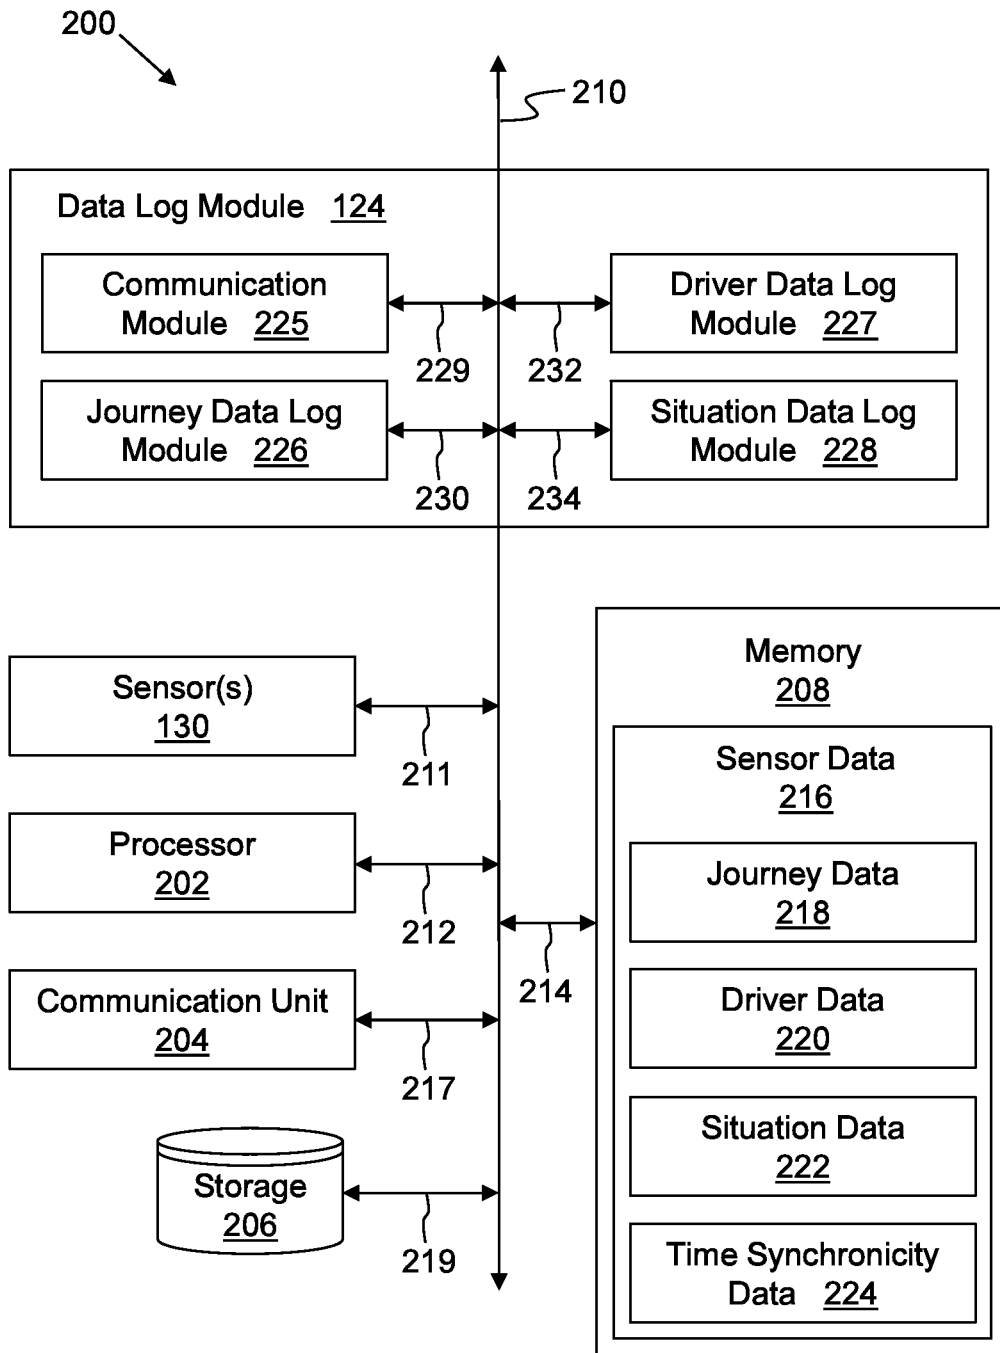 200
210
Data Log Module 124
Communication
Module 225
Driver Data Log
Module 227
229
232
Journey Data Log
Module 226
Situation Data Log
Module 228
230
234
Sensor(s)
130
211
Processor
202
212
Communication Unit
204
217
Storage
206
219
214
Memory
208
Sensor Data
216
Journey Data
218
Driver Data
220
Situation Data
222
Time Synchronicity
Data 224